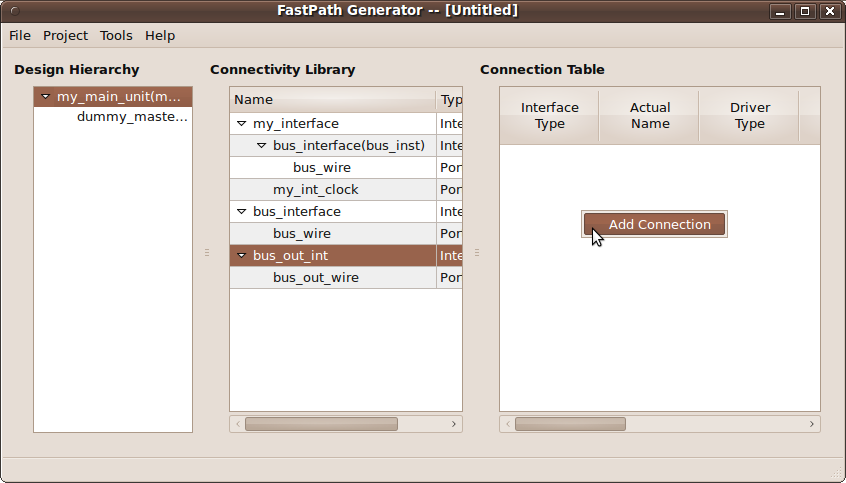 FastPath Generator -- [Untitled]
File Project Tools Help
Design Hierarchy
my_main_unit(m...
dummy_maste...
Connectivity Library
Name Typ
my_interface Inte
bus_interface(bus_inst) Inte
bus_wire Por
my_int_clock Por
bus_interface Inte
bus_wire Por
bus_out_int Inte
bus_out_wire Por
Connection Table
Interface Type
Actual Name
Driver Type
Add Connection